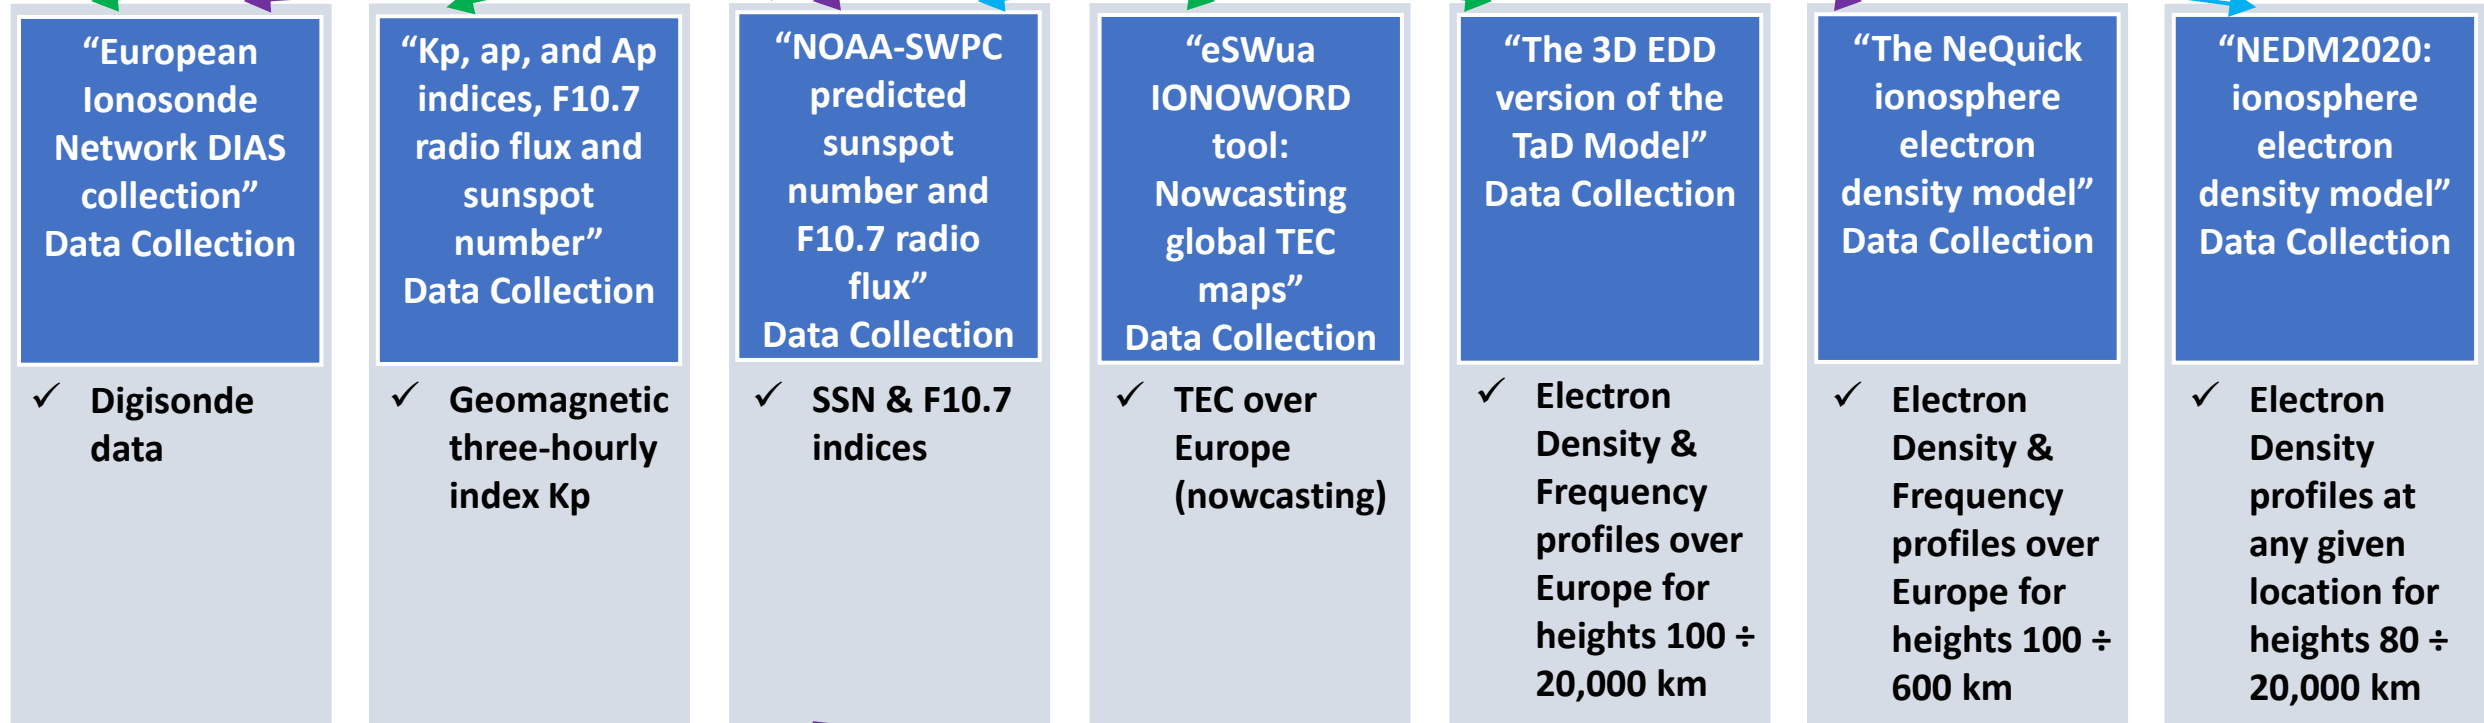 “European
Ionosonde
Network DIAS
collection”
Data Collection
✓ Digisonde
data
“Kp, ap, and Ap
indices, F10.7
radio flux and
sunspot
number”
Data Collection
✓ Geomagnetic
three-hourly
index Kp
“NOAA-SWPC
predicted
sunspot
number and
F10.7 radio
flux”
Data Collection
✓ SSN & F10.7
indices
“eSWua
IONOWORD
tool:
Nowcasting
global TEC
maps”
Data Collection
✓ TEC over
Europe
(nowcasting)
“The 3D EDD
version of the
TaD Model”
Data Collection
✓ Electron
Density &
Frequency
profiles over
Europe for
heights 100 ÷
20,000 km
“The NeQuick
ionosphere
electron
density model”
Data Collection
✓ Electron
Density &
Frequency
profiles over
Europe for
heights 100 ÷
600 km
“NEDM2020:
ionosphere
electron
density model”
Data Collection
✓ Electron
Density
profiles at
any given
location for
heights 80 ÷
20,000 km